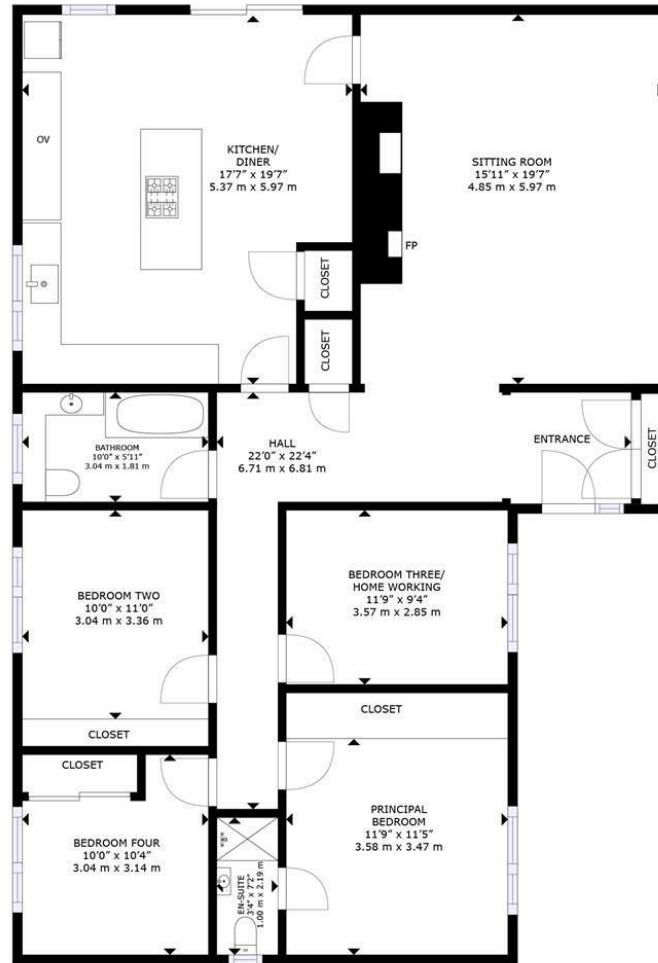 KITCHEN/
DINER
17'7" x 19'7"
5.37 m x 5.97 m
OV
SITTING ROOM
15'11" x 19'7"
4.85 m x 5.97 m
FP
CLOSET
CLOSET
BATHROOM
10'0" x 5'11"
3.04 m x 1.81 m
HALL
22'0" x 22'4"
6.71 m x 6.81 m
ENTRANCE
CLOSET
BEDROOM TWO
10'0" x 11'0"
3.04 m x 3.36 m
CLOSET
BEDROOM THREE/
HOME WORKING
11'9" x 9'4"
3.57 m x 2.85 m
CLOSET
CLOSET
BEDROOM FOUR
10'0" x 10'4"
3.04 m x 3.14 m
EN-SUITE
3'4" x 7'2"
1.00 m x 2.19 m
PRINCIPAL
BEDROOM
11'9" x 11'5"
3.58 m x 3.47 m